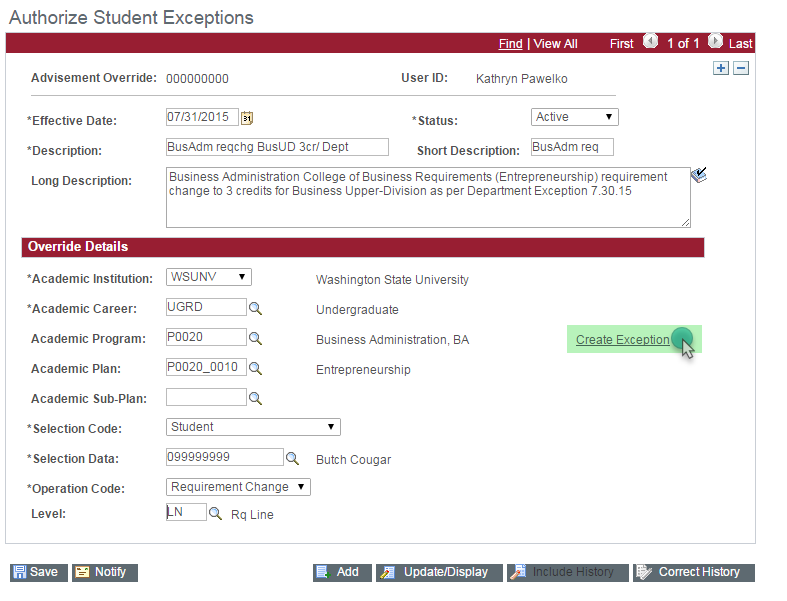 Authorize Student Exceptions
Find | View All First 1 of 1 Last
Advisement Override: 000000000 User ID: Kathryn Pawelko
*Effective Date: 07/31/2015 31 *Status: Active
*Description: BusAdm reqchg BusUD 3cr/ Dept Short Description: BusAdm req
Long Description: Business Administration College of Business Requirements (Entrepreneurship) requirement
change to 3 credits for Business Upper-Division as per Department Exception 7.30.15
Override Details
*Academic Institution: WSUNV Washington State University
*Academic Career: UGRD Undergraduate
Academic Program: P0020 Business Administration, BA Create Exception
Academic Plan: P0020_0010 Entrepreneurship
Academic Sub-Plan:
*Selection Code: Student
*Selection Data: 099999999 Butch Cougar
*Operation Code: Requirement Change
Level: LN Rq Line
Save Notify Add Update/Display Include History Correct History